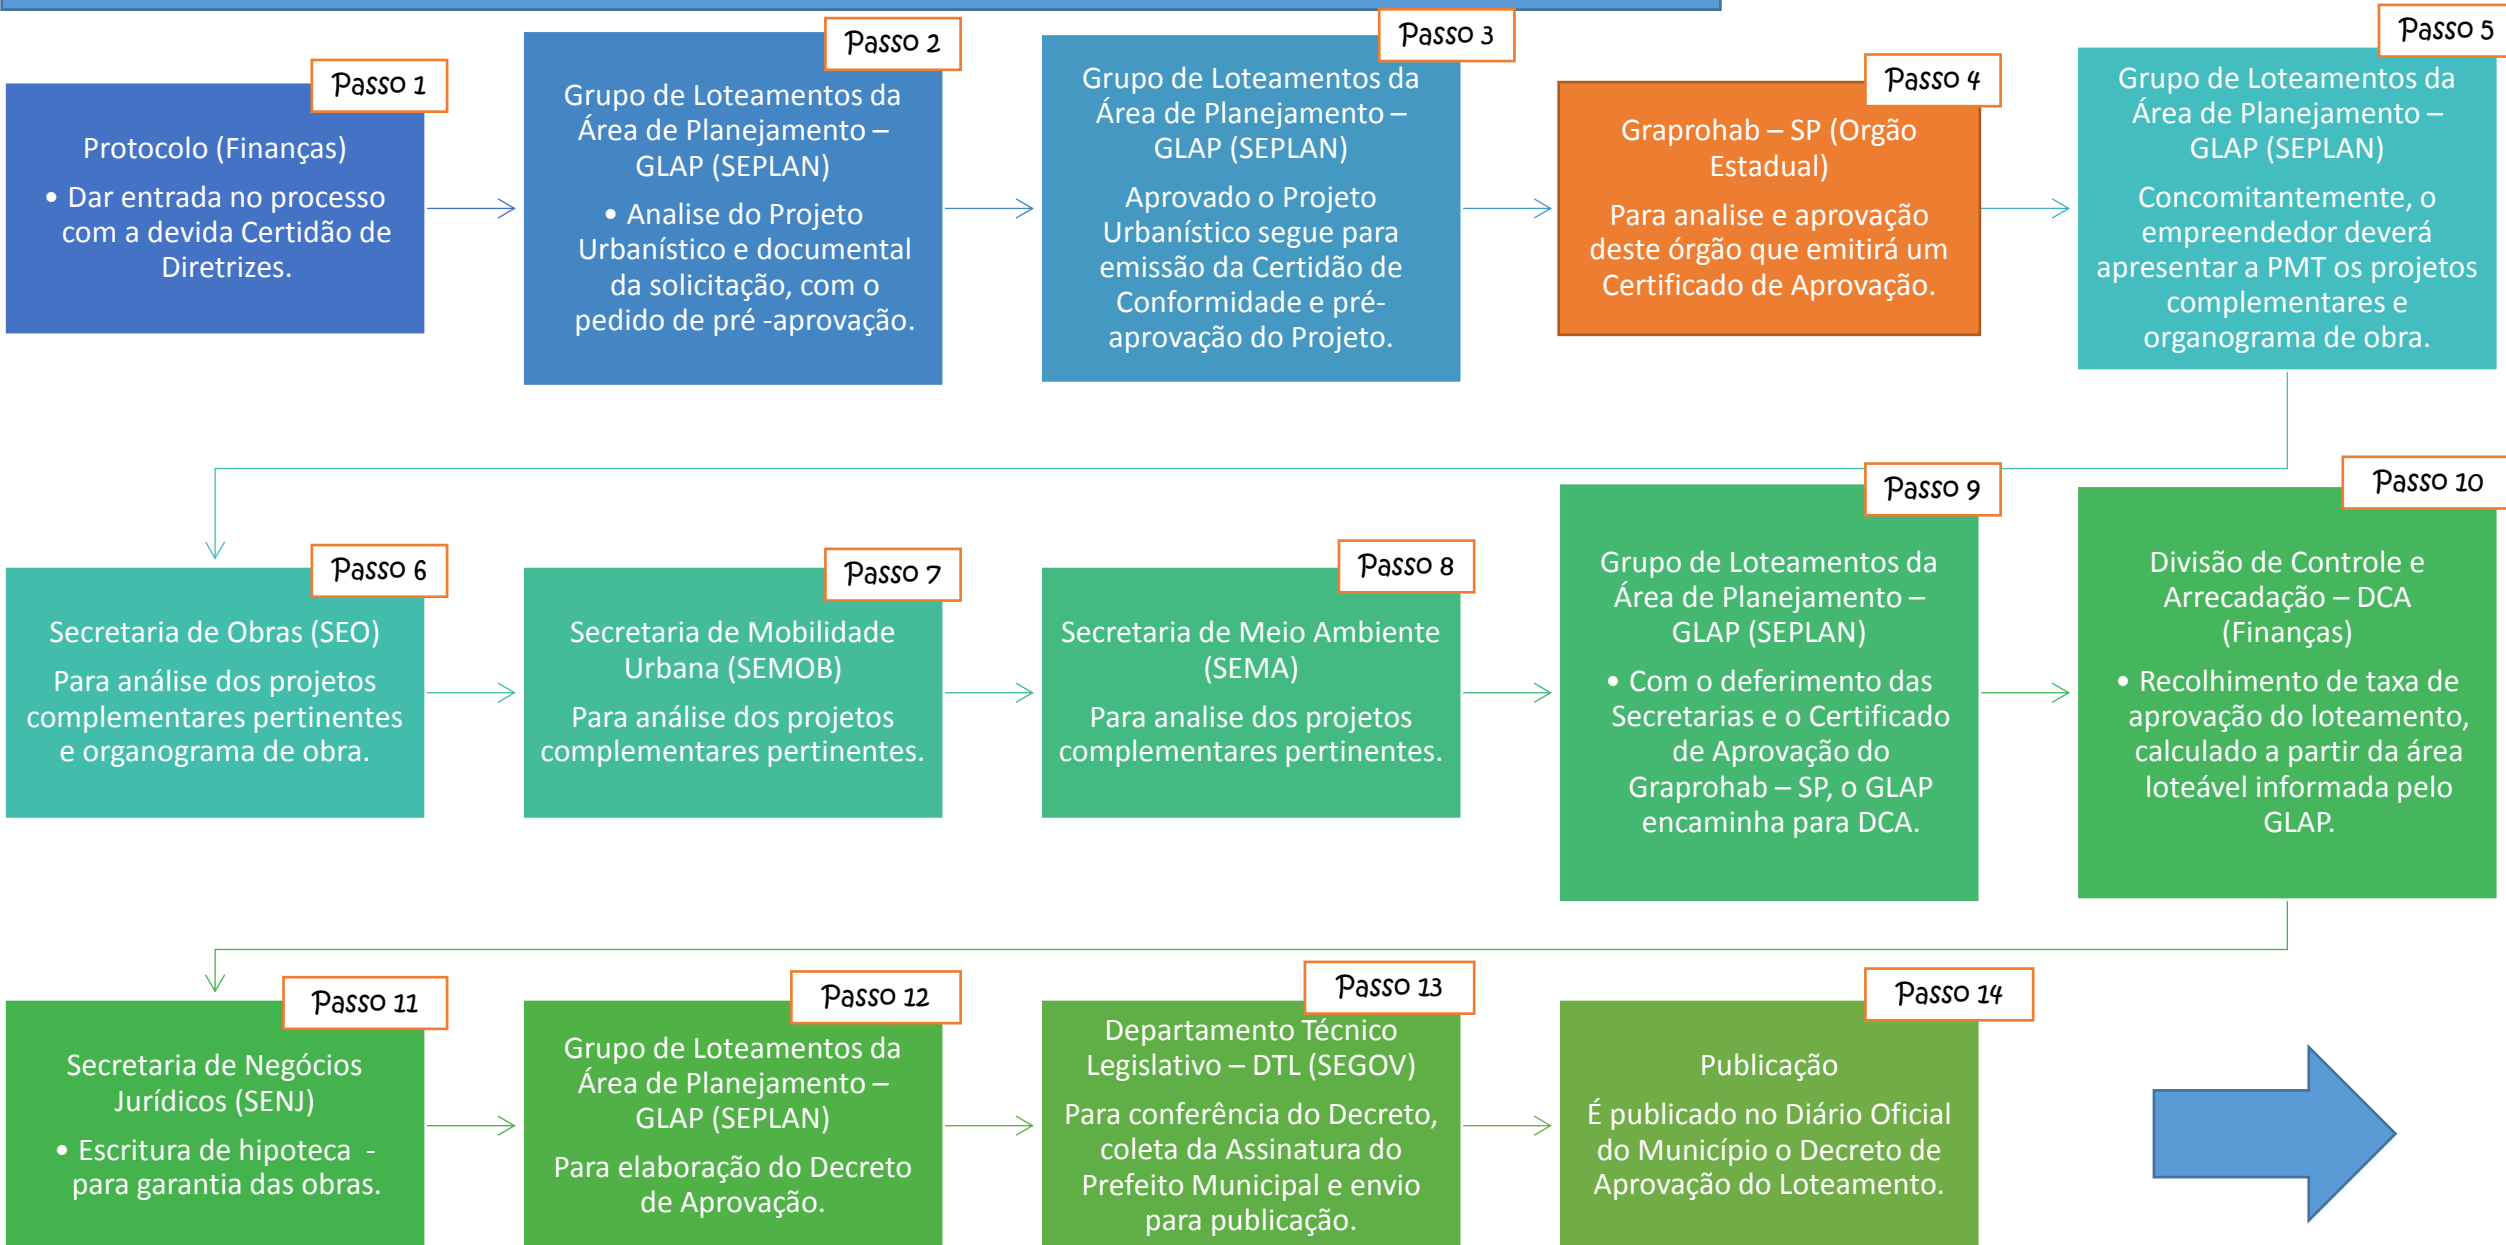 Passo 1
Protocolo (Finanças)
• Dar entrada no processo
com a devida Certidão de
Diretrizes.
Passo 2
Grupo de Loteamentos da
Área de Planejamento –
GLAP (SEPLAN)
• Analise do Projeto
Urbanístico e documental
da solicitação, com o
pedido de pré -aprovação.
Passo 3
Grupo de Loteamentos da
Área de Planejamento –
GLAP (SEPLAN)
Aprovado o Projeto
Urbanístico segue para
emissão da Certidão de
Conformidade e pré-
aprovação do Projeto.
Passo 4
Graprohab – SP (Orgão
Estadual)
Para analise e aprovação
deste órgão que emitirá um
Certificado de Aprovação.
Passo 5
Grupo de Loteamentos da
Área de Planejamento –
GLAP (SEPLAN)
Concomitantemente, o
empreendedor deverá
apresentar a PMT os projetos
complementares e
organograma de obra.
Passo 6
Secretaria de Obras (SEO)
Para análise dos projetos
complementares pertinentes
e organograma de obra.
Passo 7
Secretaria de Mobilidade
Urbana (SEMOB)
Para análise dos projetos
complementares pertinentes.
Passo 8
Secretaria de Meio Ambiente
(SEMA)
Para analise dos projetos
complementares pertinentes.
Passo 9
Grupo de Loteamentos da
Área de Planejamento –
GLAP (SEPLAN)
• Com o deferimento das
Secretarias e o Certificado
de Aprovação do
Graprohab – SP, o GLAP
encaminha para DCA.
Passo 10
Divisão de Controle e
Arrecadação – DCA
(Finanças)
• Recolhimento de taxa de
aprovação do loteamento,
calculado a partir da área
loteável informada pelo
GLAP.
Passo 11
Secretaria de Negócios
Jurídicos (SENJ)
• Escritura de hipoteca -
para garantia das obras.
Passo 12
Grupo de Loteamentos da
Área de Planejamento –
GLAP (SEPLAN)
Para elaboração do Decreto
de Aprovação.
Passo 13
Departamento Técnico
Legislativo – DTL (SEGOV)
Para conferência do Decreto,
coleta da Assinatura do
Prefeito Municipal e envio
para publicação.
Passo 14
Publicação
É publicado no Diário Oficial
do Município o Decreto de
Aprovação do Loteamento.